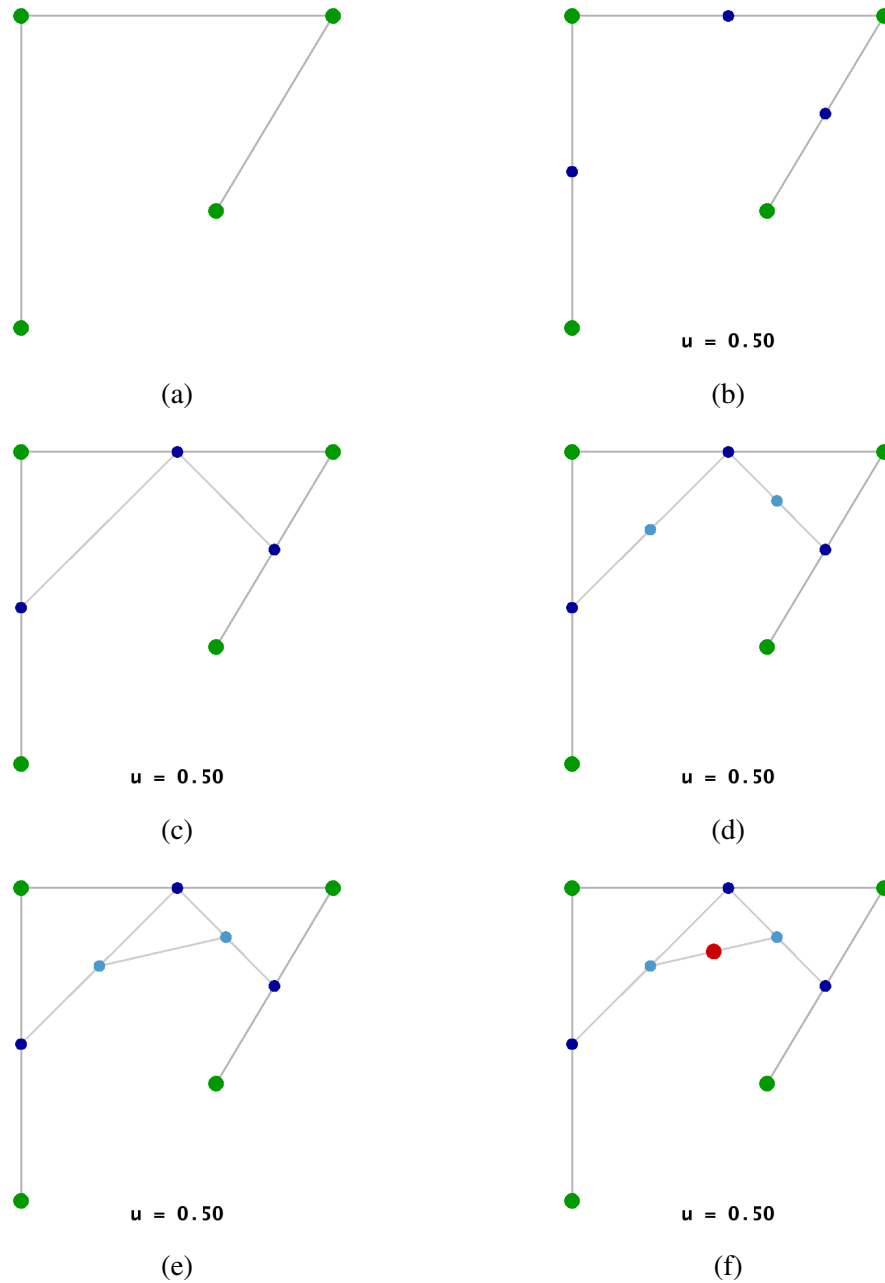 u = 0.50
(a)
(b)
u = 0.50
u = 0.50
(c)
(d)
u = 0.50
u = 0.50
(e)
(f)